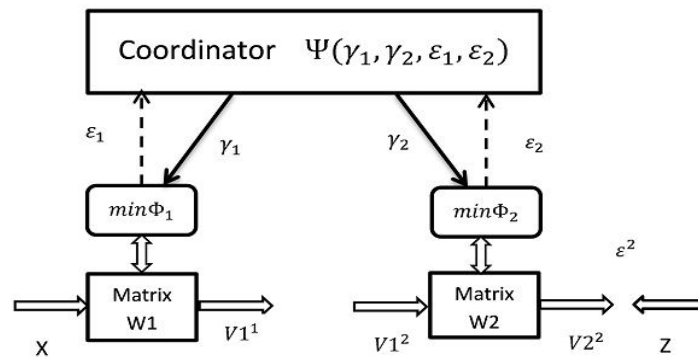 Coordinator Ψ(γ₁, γ₂, ε₁, ε₂)
ε₁
γ₁
γ₂
ε₂
minΦ₁
minΦ₂
ε²
Matrix
W1
Matrix
W2
X
V1¹
V1²
V2²
Z